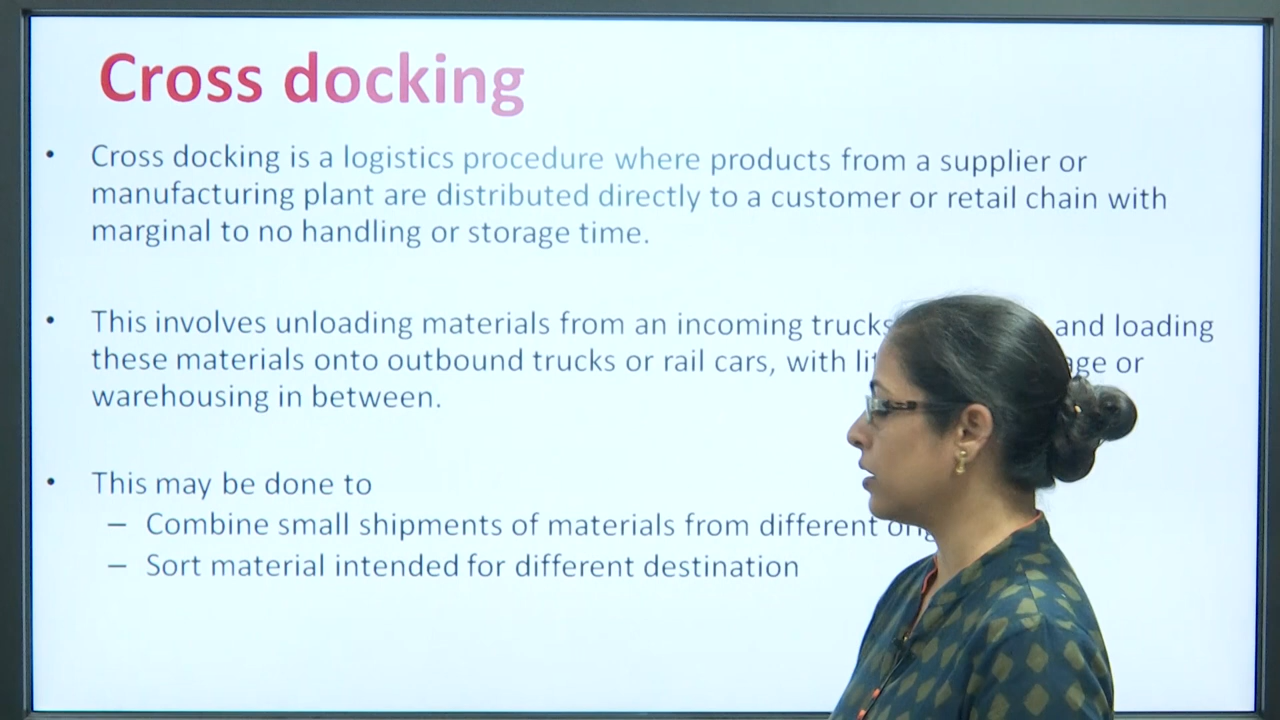 Cross docking
• Cross docking is a logistics procedure where products from a supplier or
manufacturing plant are distributed directly to a customer or retail chain with
marginal to no handling or storage time.
• This involves unloading materials from an incoming trucks and loading
these materials onto outbound trucks or rail cars, with or
warehousing in between.
• This may be done to
– Combine small shipments of materials from different
– Sort material intended for different destination